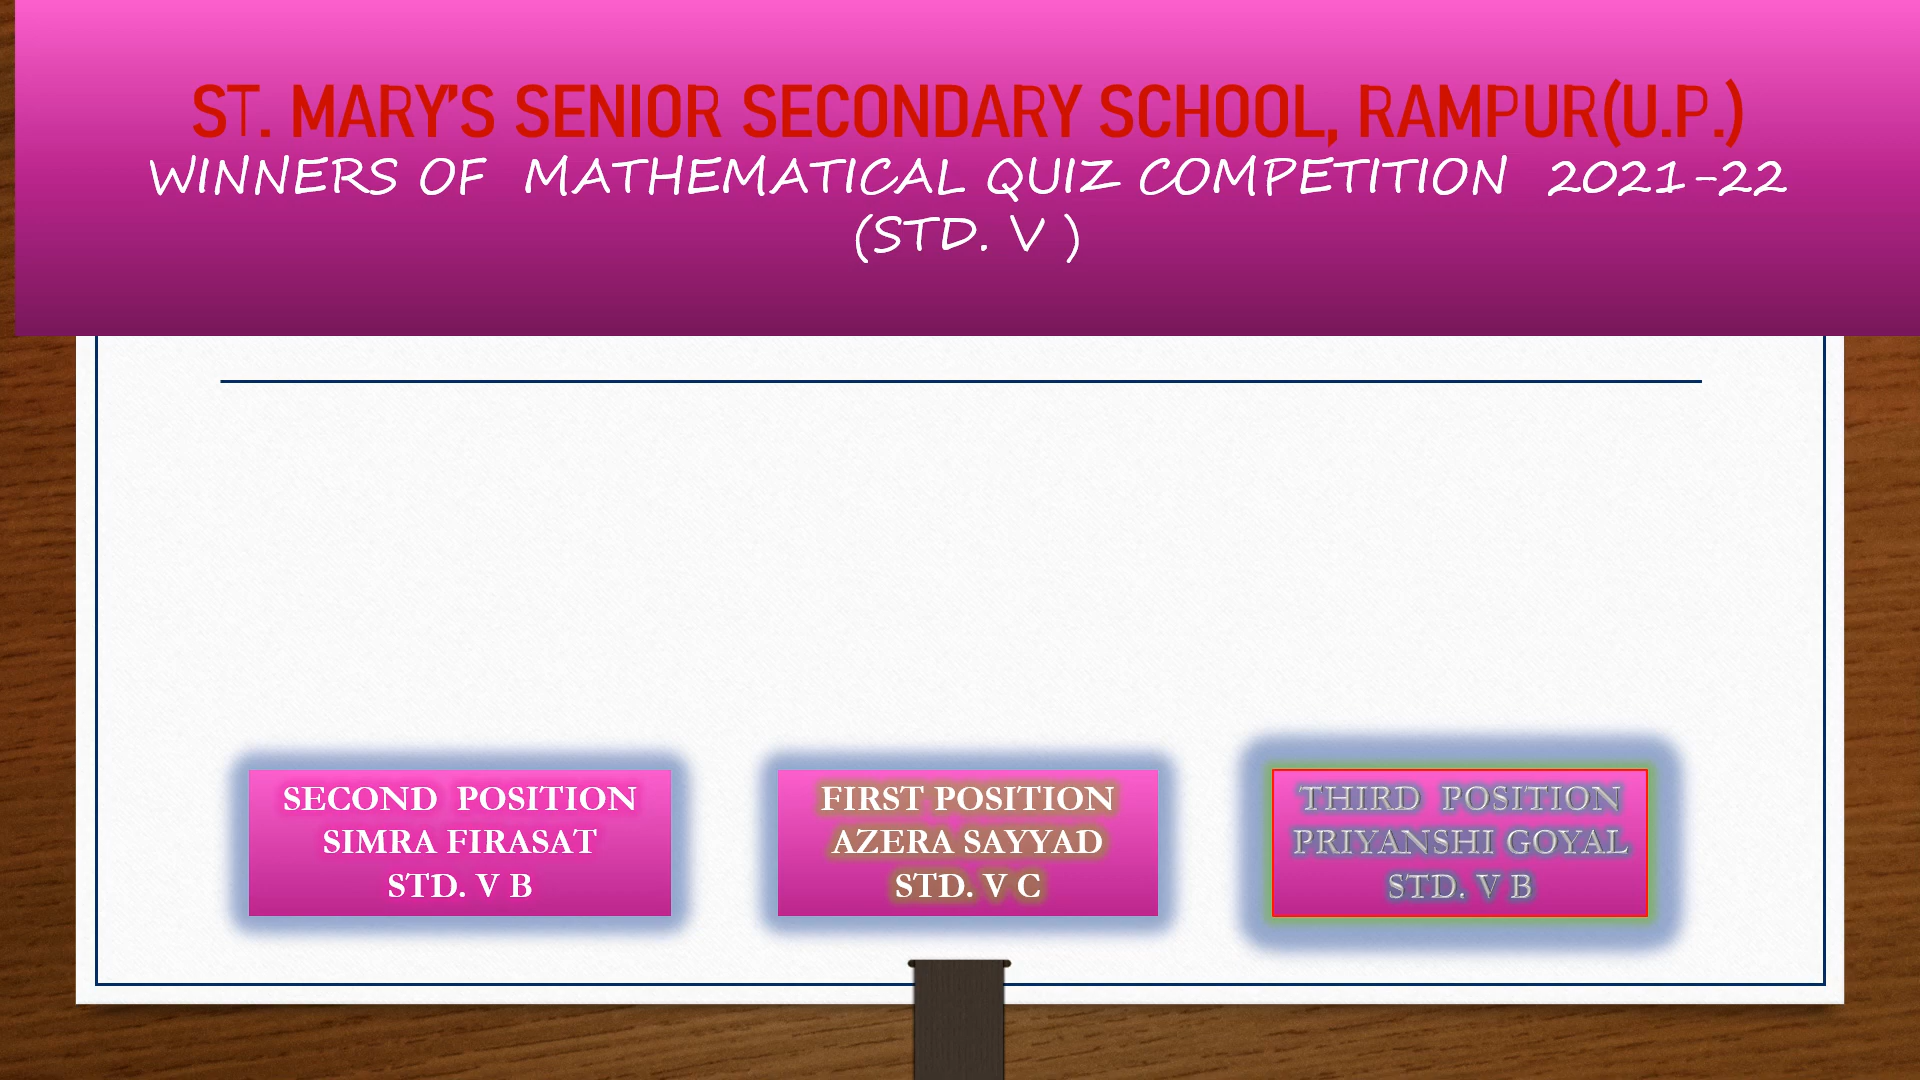 ST. MARY'S SENIOR SECONDARY SCHOOL, RAMPUR(U.P.)
WINNERS OF MATHEMATICAL QUIZ COMPETITION 2021-22
(STD. V )
SECOND POSITION
SIMRA FIRASAT
STD. V B
FIRST POSITION
AZERA SAYYAD
STD. V C
THIRD POSITION
PRIYANSHI GOYAL
STD. V B